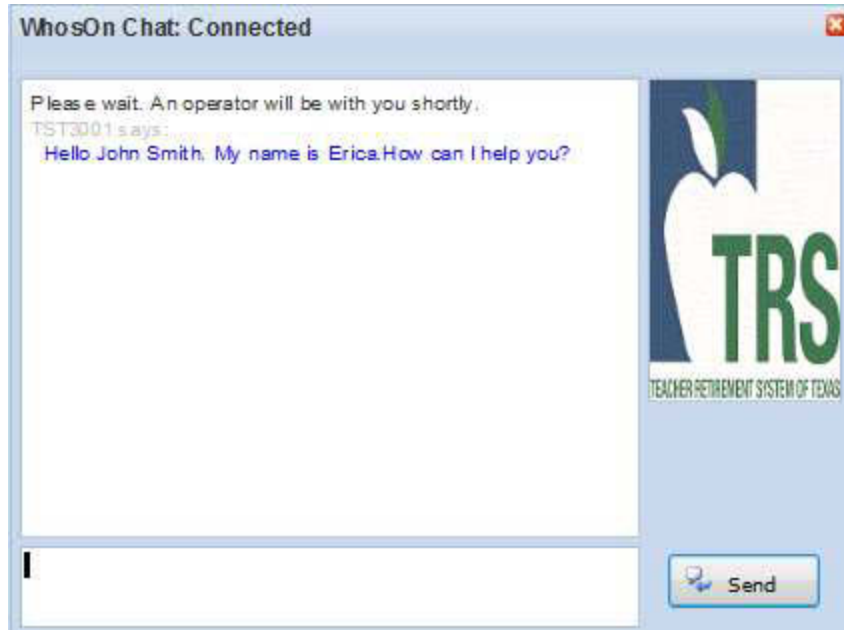 WhosOn Chat: Connected
Please wait. An operator will be with you shortly.
TST3001 says:
Hello John Smith. My name is Erica.How can I help you?
TRS
TEACHER RETIREMENT SYSTEM OF TEXAS
Send